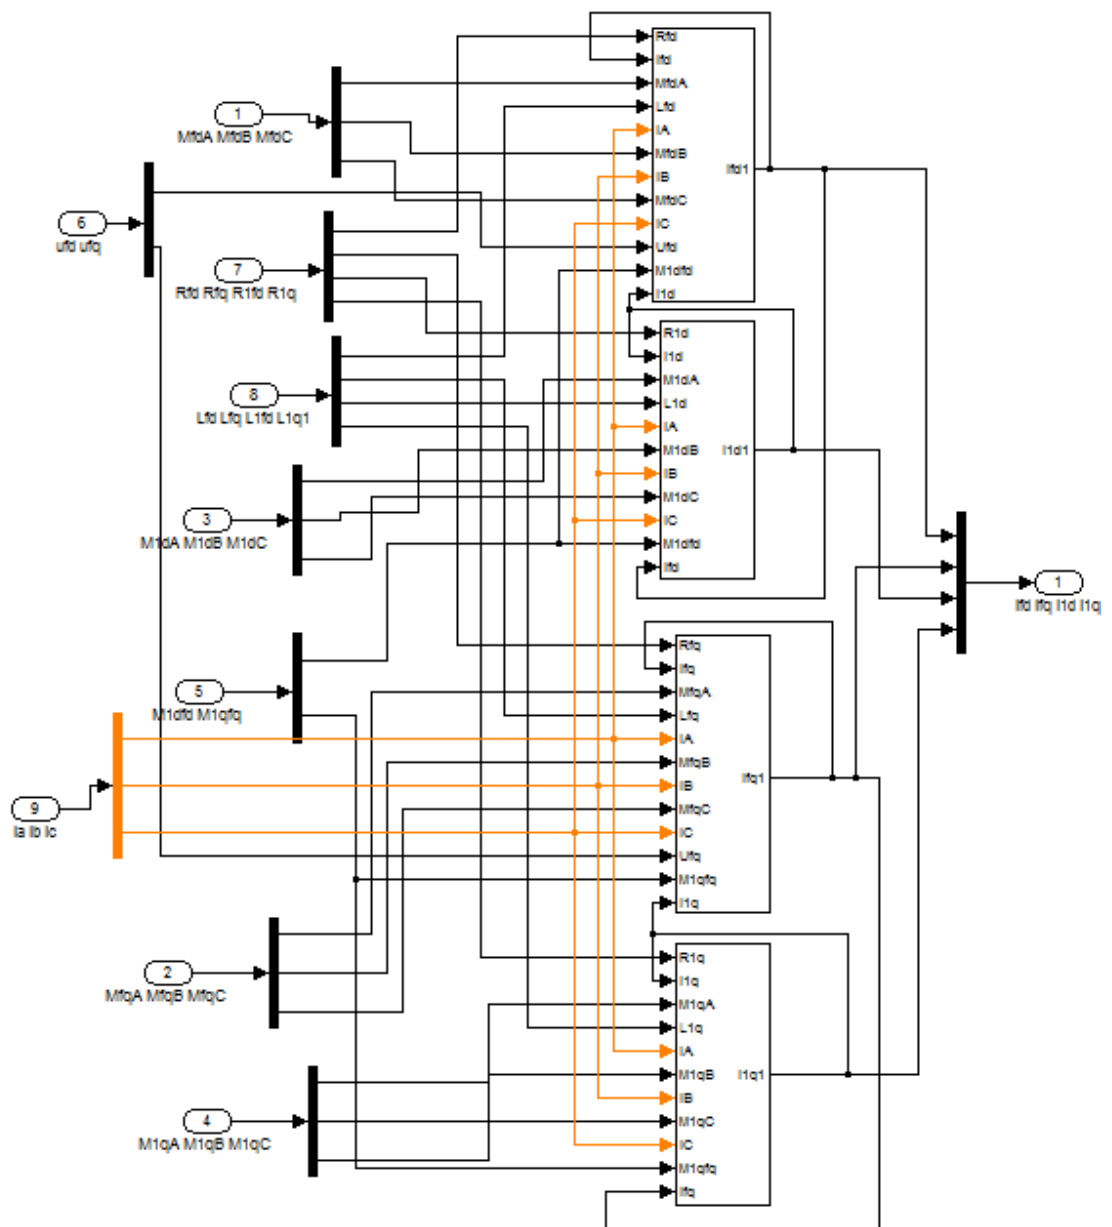 1
MfdA MfdB MfdC
6
ufd ufq
7
Rfd Rfq R1fd R1q
8
Lfd Lfq L1fd L1q1
3
M1dA M1dB M1dC
5
M1dfd M1qfq
9
Ia Ib Ic
2
MfqA MfqB MfqC
4
M1qA M1qB M1qC
Rfd
Ifd
MfdA
Lfd
IA
MfdB
IB
MfdC
IC
Ufd
M1dfd
I1d
Ifd1
R1d
I1d
M1dA
L1d
IA
M1dB
IB
M1dC
IC
M1dfd
Ifd
I1d1
Rfq
Ifq
MfqA
Lfq
IA
MfqB
IB
MfqC
IC
Ufq
M1qfq
I1q
Ifq1
R1q
I1q
M1qA
L1q
IA
M1qB
IB
M1qC
IC
M1qfq
Ifq
I1q1
1
Ifd Ifq I1d I1q